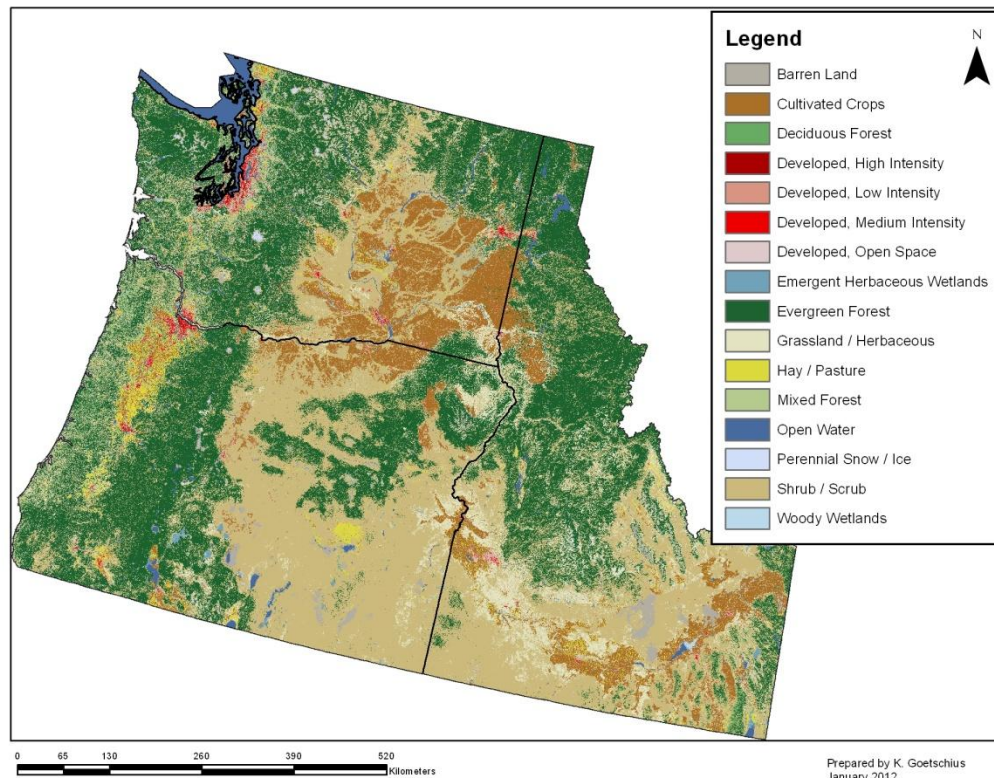 Legend
N
Barren Land
Cultivated Crops
Deciduous Forest
Developed, High Intensity
Developed, Low Intensity
Developed, Medium Intensity
Developed, Open Space
Emergent Herbaceous Wetlands
Evergreen Forest
Grassland / Herbaceous
Hay / Pasture
Mixed Forest
Open Water
Perennial Snow / Ice
Shrub / Scrub
Woody Wetlands
0 65 130 260 390 520
Kilometers
Prepared by K. Goetschius
January 2012